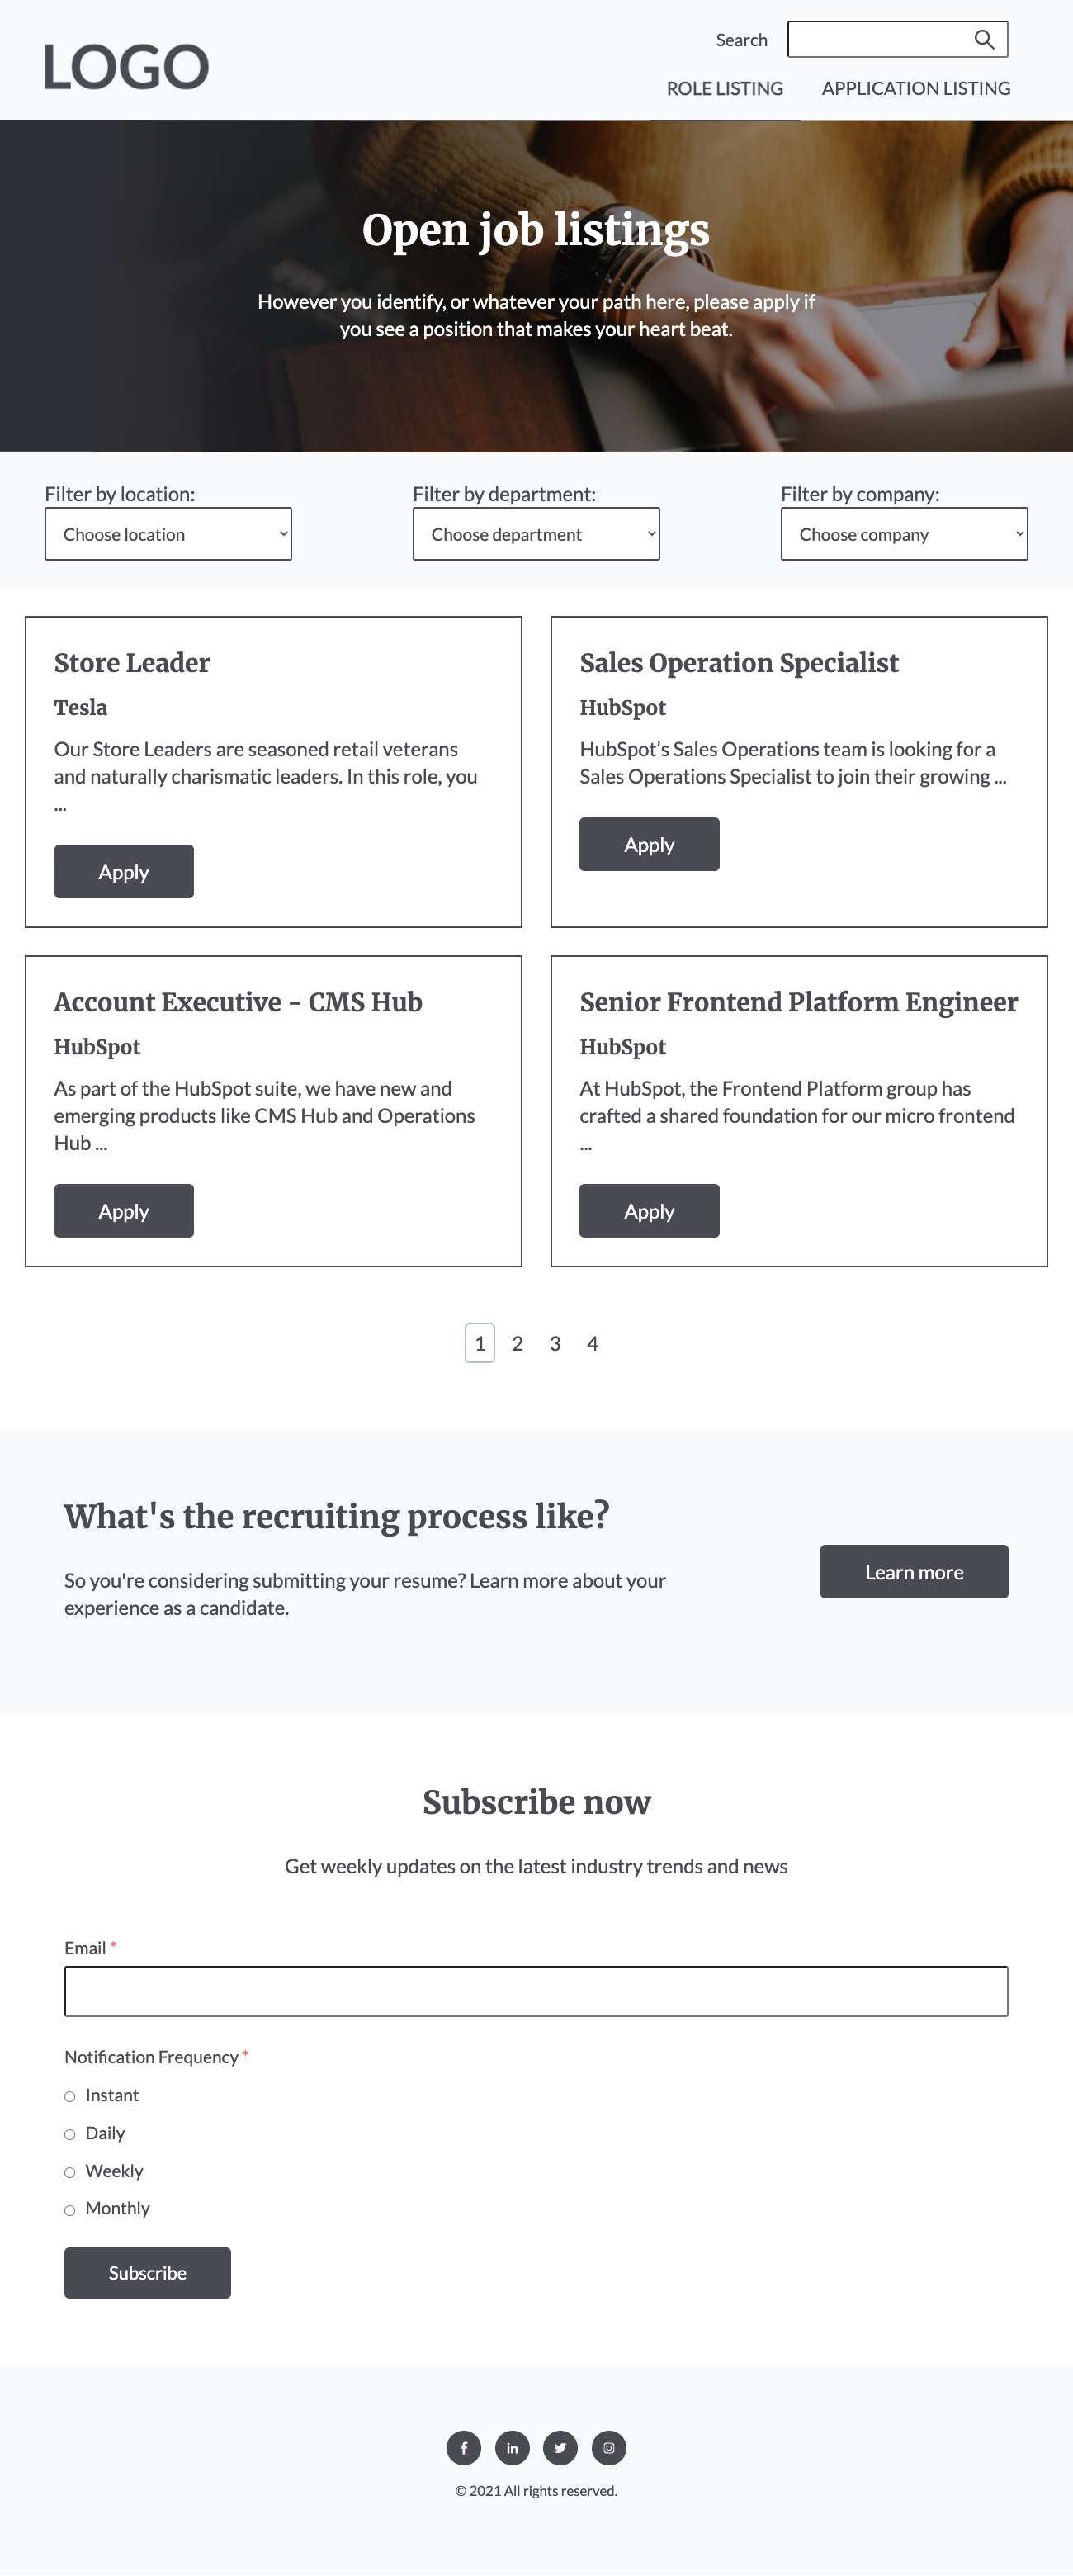 LOGO
Search
ROLE LISTING
APPLICATION LISTING
Open job listings
However you identify, or whatever your path here, please apply if
you see a position that makes your heart beat.
Filter by location:
Choose location
Filter by department:
Choose department
Filter by company:
Choose company
Store Leader
Tesla
Our Store Leaders are seasoned retail veterans
and naturally charismatic leaders. In this role, you
...
Apply
Sales Operation Specialist
HubSpot
HubSpot’s Sales Operations team is looking for a
Sales Operations Specialist to join their growing ...
Apply
Account Executive - CMS Hub
HubSpot
As part of the HubSpot suite, we have new and
emerging products like CMS Hub and Operations
Hub ...
Apply
Senior Frontend Platform Engineer
HubSpot
At HubSpot, the Frontend Platform group has
crafted a shared foundation for our micro frontend
...
Apply
1 2 3 4
What's the recruiting process like?
So you're considering submitting your resume? Learn more about your
experience as a candidate.
Learn more
Subscribe now
Get weekly updates on the latest industry trends and news
Email *
Notification Frequency *
Instant
Daily
Weekly
Monthly
Subscribe
© 2021 All rights reserved.